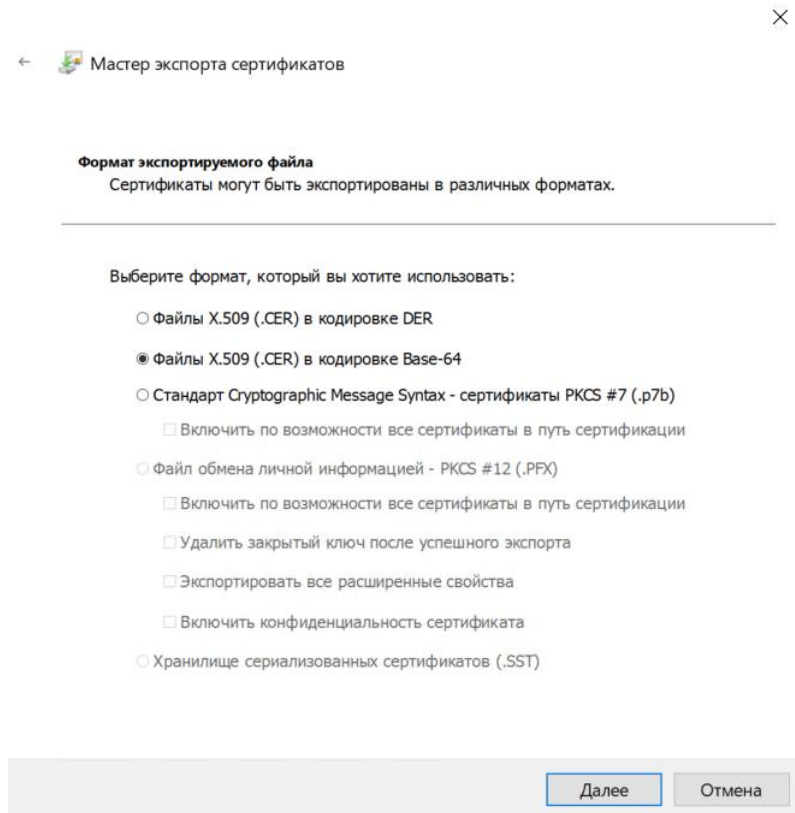 Мастер экспорта сертификатов
Формат экспортируемого файла
Сертификаты могут быть экспортированы в различных форматах.
Выберите формат, который вы хотите использовать:
Файлы X.509 (.CER) в кодировке DER
Файлы X.509 (.CER) в кодировке Base-64
Стандарт Cryptographic Message Syntax - сертификаты PKCS #7 (.p7b)
Включить по возможности все сертификаты в путь сертификации
Файл обмена личной информацией - PKCS #12 (.PFX)
Включить по возможности все сертификаты в путь сертификации
Удалить закрытый ключ после успешного экспорта
Экспортировать все расширенные свойства
Включить конфиденциальность сертификата
Хранилище сериализованных сертификатов (.SST)
Далее Отмена